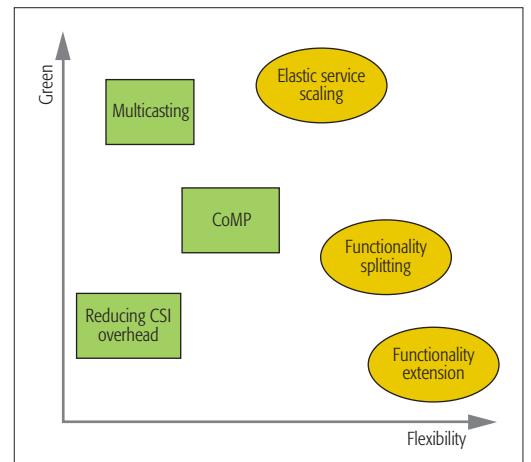 Green
Elastic service
scaling
Multicasting
CoMP
Functionality
splitting
Reducing CSI
overhead
Functionality
extension
Flexibility